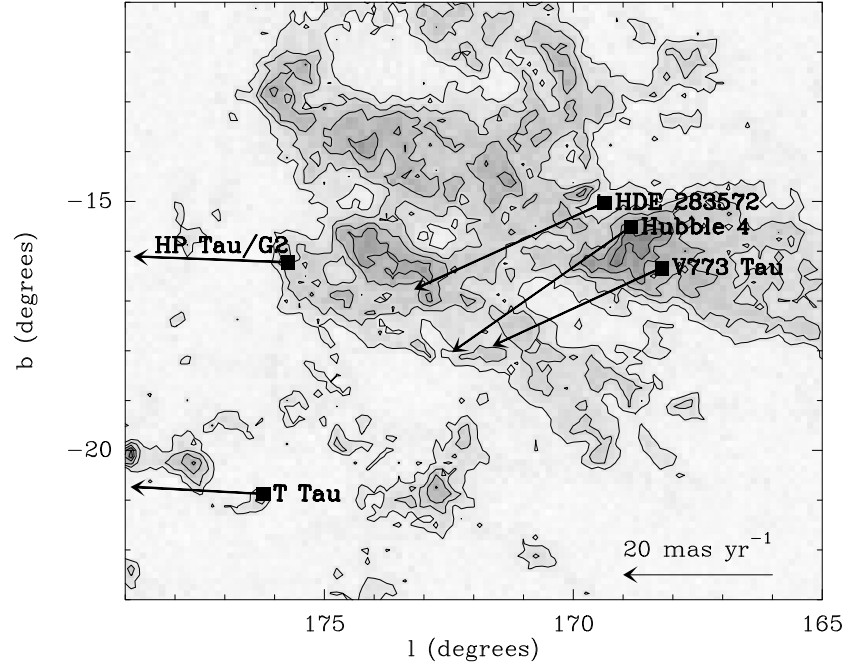 −15
HDE 283572
Hubble 4
HP Tau/G2
V773 Tau
b (degrees)
−20
T Tau
20 mas yr⁻¹
175
170
165
l (degrees)